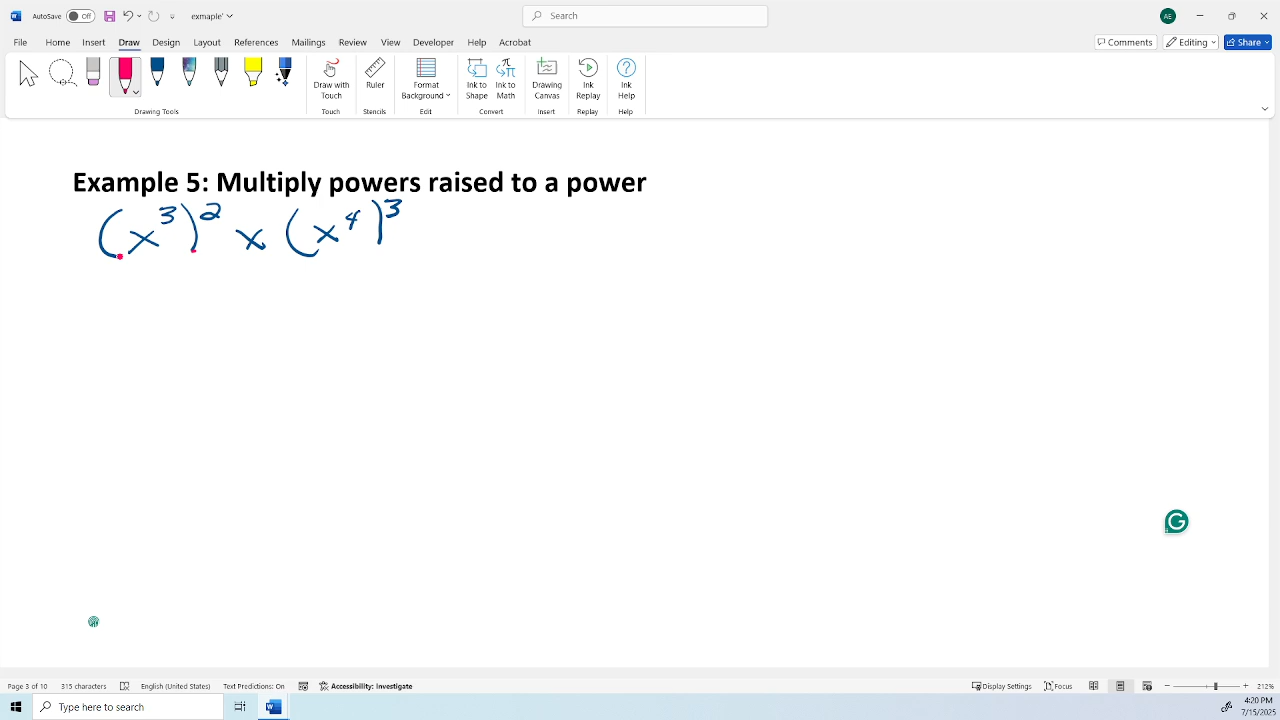 AutoSave Off exmaple' Search AE
File Home Insert Draw Design Layout References Mailings Review View Developer Help Acrobat Comments Editing Share
Draw with Touch Ruler Format Background Ink to Shape Ink to Math Drawing Canvas Ink Replay Ink Help
Drawing Tools Touch Stencils Edit Convert Insert Replay Help
Example 5: Multiply powers raised to a power
(x³)² x (x⁴)³
G
Page 3 of 10 315 characters English (United States) Text Predictions: On Accessibility: Investigate Display Settings Focus 212%
Type here to search W 4:20 PM
7/15/2025